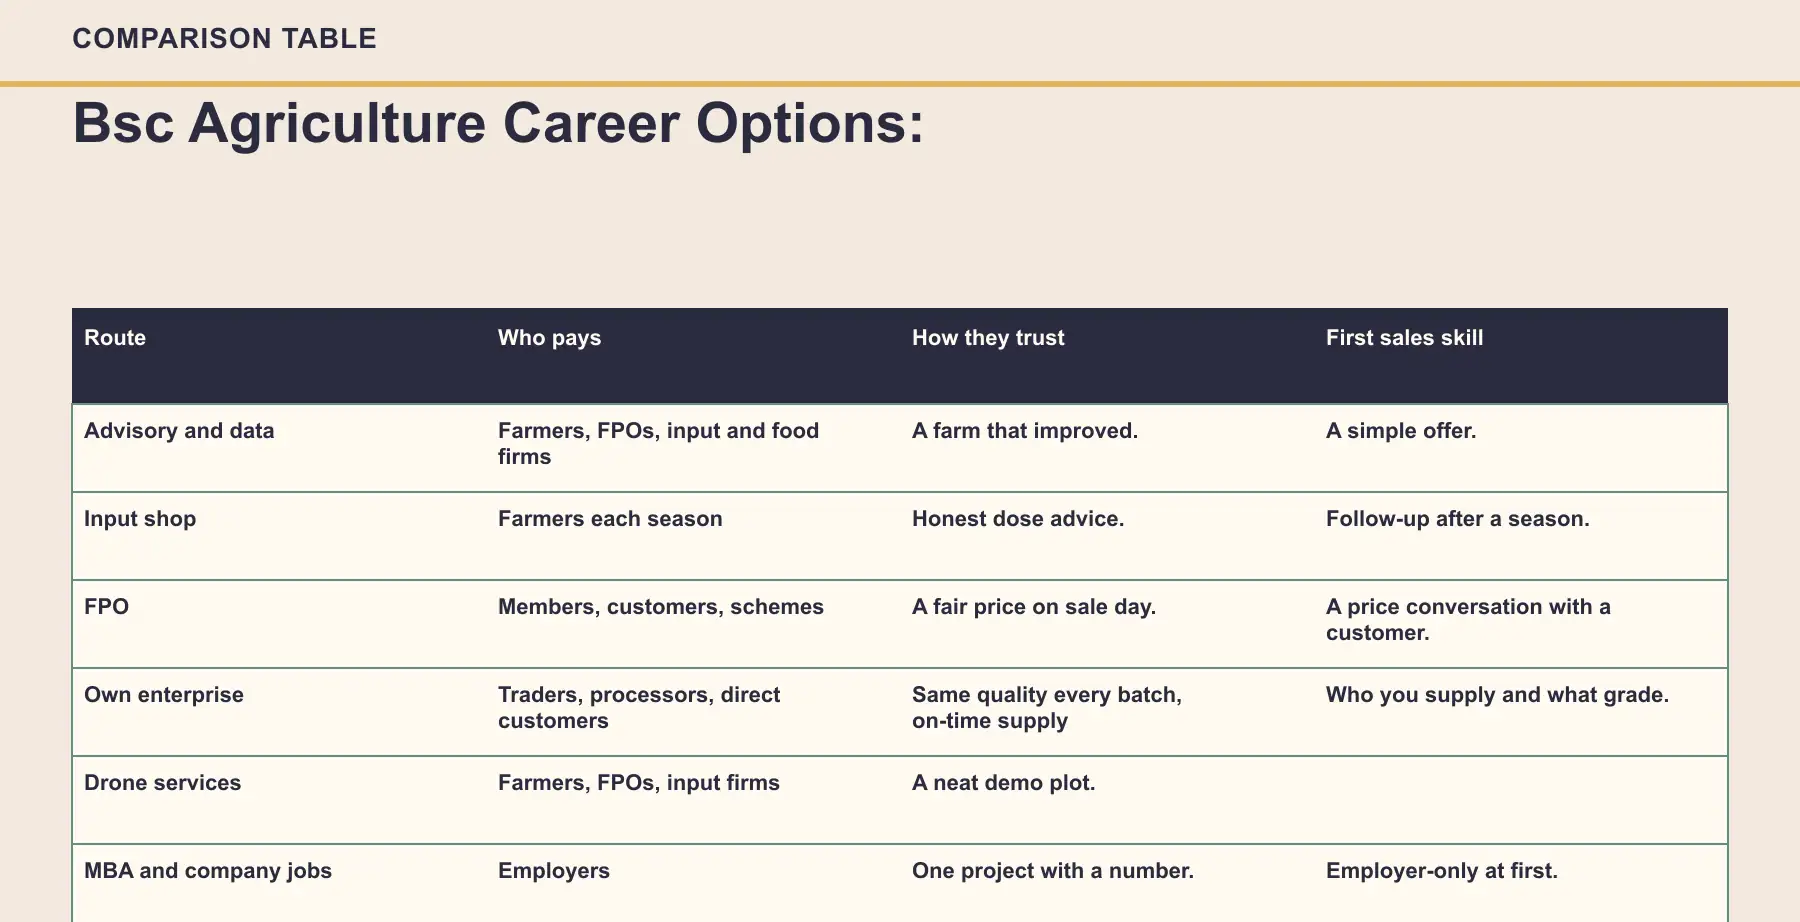 COMPARISON TABLE
Bsc Agriculture Career Options:
Route
Who pays
How they trust
First sales skill
Advisory and data
Farmers, FPOs, input and food
firms
A farm that improved.
A simple offer.
Input shop
Farmers each season
Honest dose advice.
Follow-up after a season.
FPO
Members, customers, schemes
A fair price on sale day.
A price conversation with a
customer.
Own enterprise
Traders, processors, direct
customers
Same quality every batch,
on-time supply
Who you supply and what grade.
Drone services
Farmers, FPOs, input firms
A neat demo plot.
MBA and company jobs
Employers
One project with a number.
Employer-only at first.